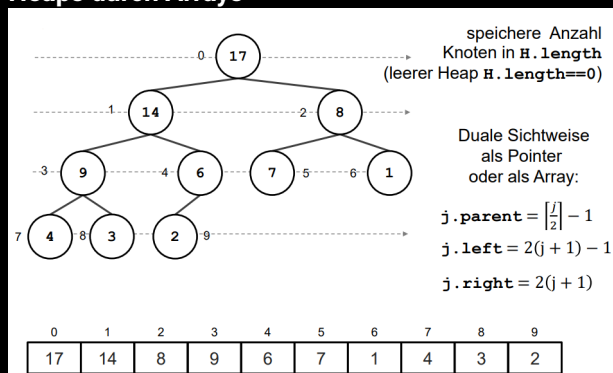 Heaps durch Arrays
speichere Anzahl
Knoten in H.length
(leerer Heap H.length==0)
0 17
1 14 2 8
Duale Sichtweise
als Pointer
oder als Array:
3 9 4 6 7 5 6 1
j.parent = ⌈j/2⌉ − 1
j.left = 2(j + 1) − 1
7 4 8 3 2 9
j.right = 2(j + 1)
0 1 2 3 4 5 6 7 8 9
17 14 8 9 6 7 1 4 3 2